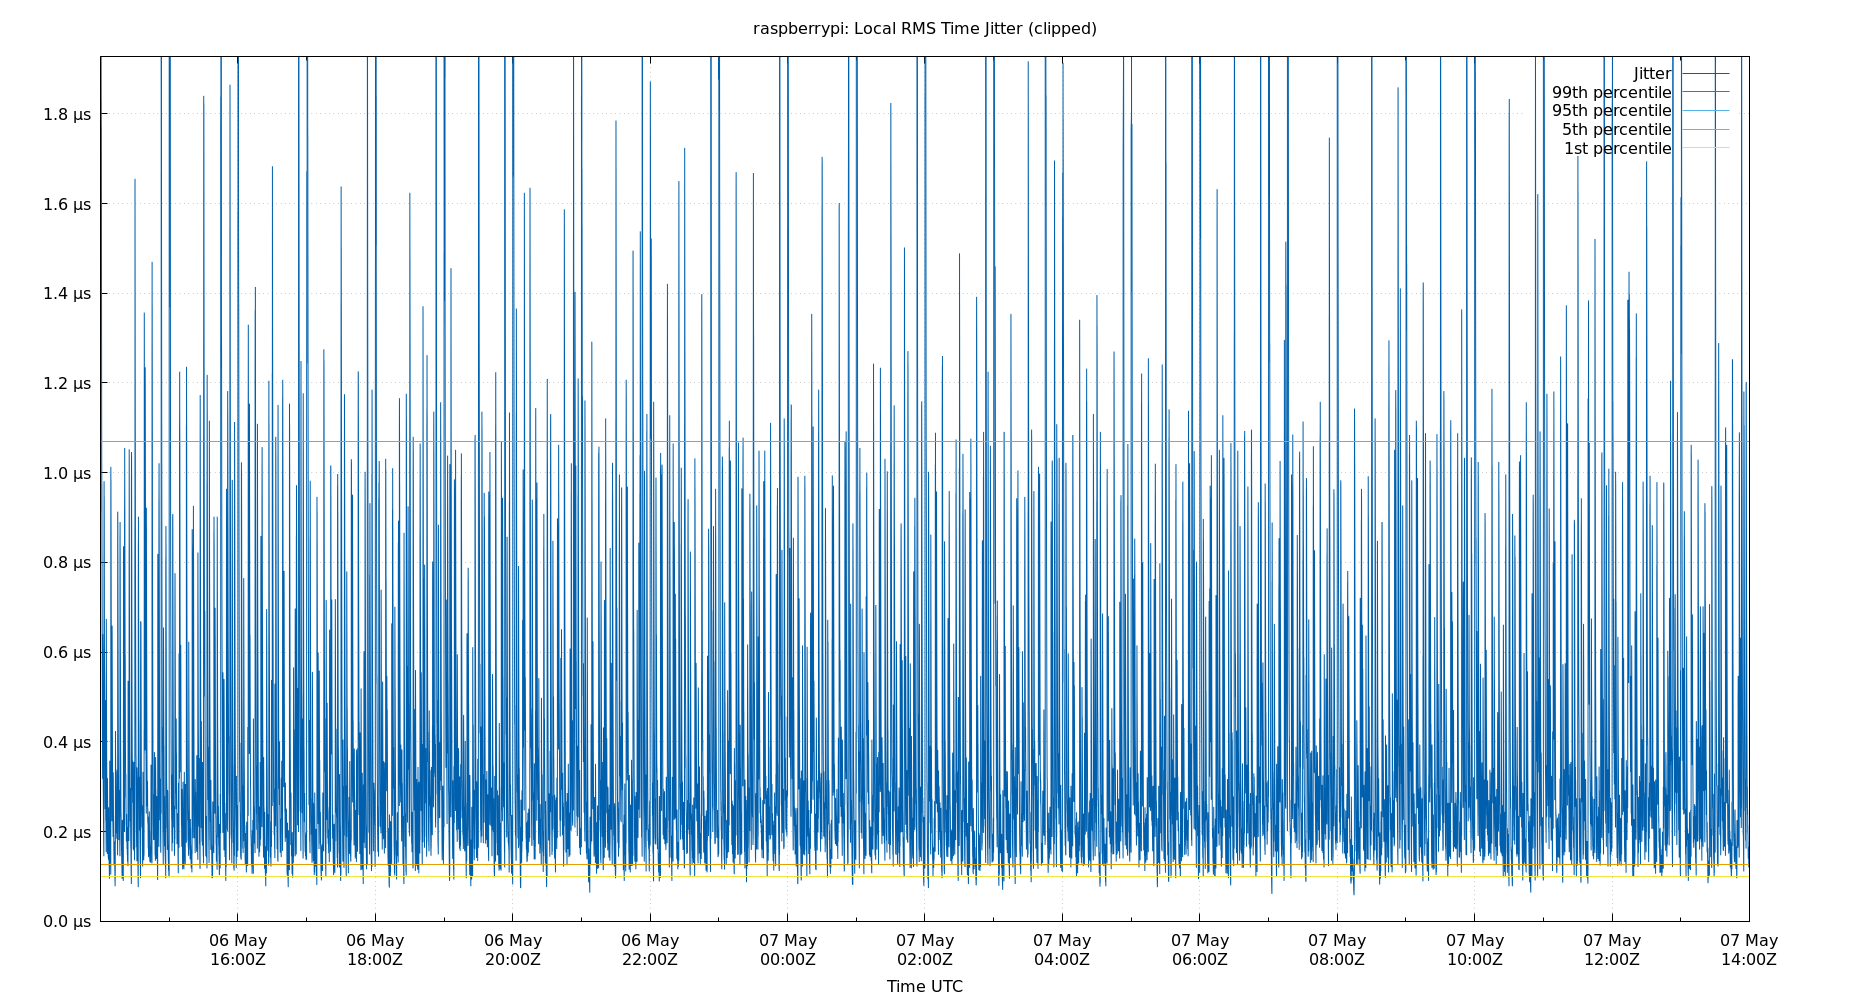 raspberrypi: Local RMS Time Jitter (clipped)
Jitter
99th percentile
95th percentile
5th percentile
1st percentile
1.8 µs
1.6 µs
1.4 µs
1.2 µs
1.0 µs
0.8 µs
0.6 µs
0.4 µs
0.2 µs
0.0 µs
06 May 06 May 06 May 06 May 07 May 07 May 07 May 07 May 07 May 07 May 07 May 07 May
16:00Z 18:00Z 20:00Z 22:00Z 00:00Z 02:00Z 04:00Z 06:00Z 08:00Z 10:00Z 12:00Z 14:00Z
Time UTC